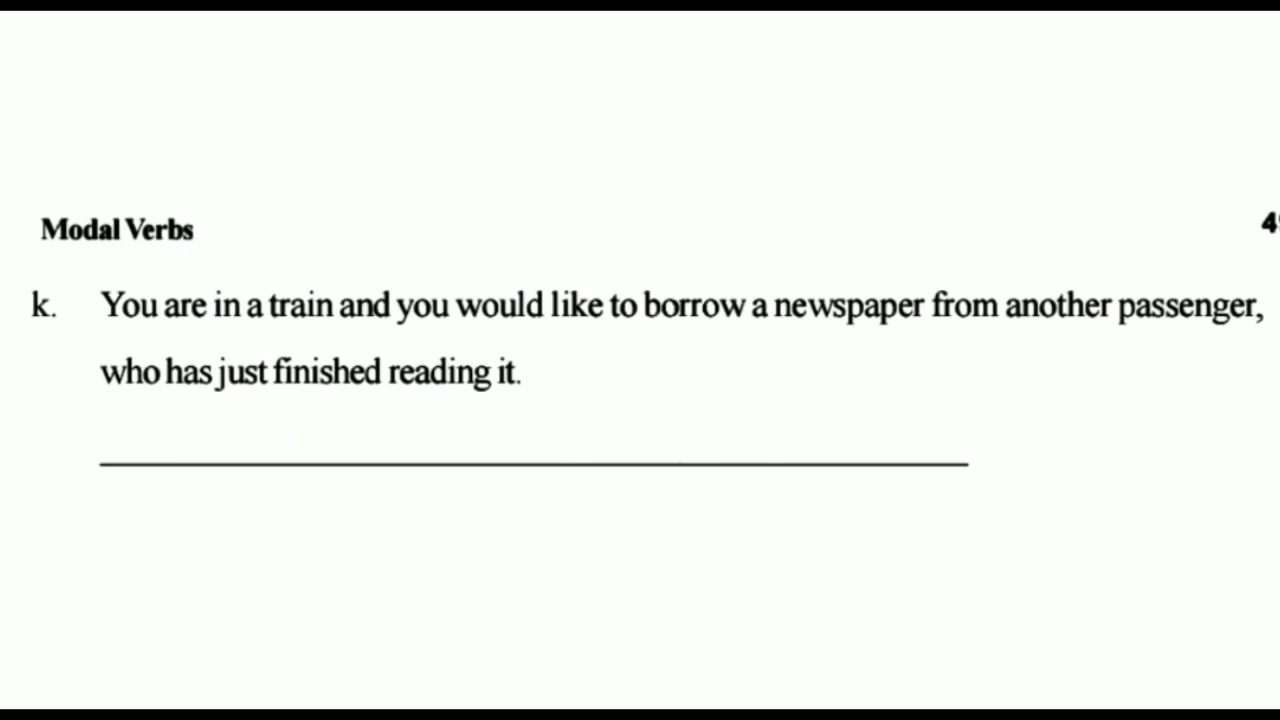 Modal Verbs
k. You are in a train and you would like to borrow a newspaper from another passenger,
who has just finished reading it.